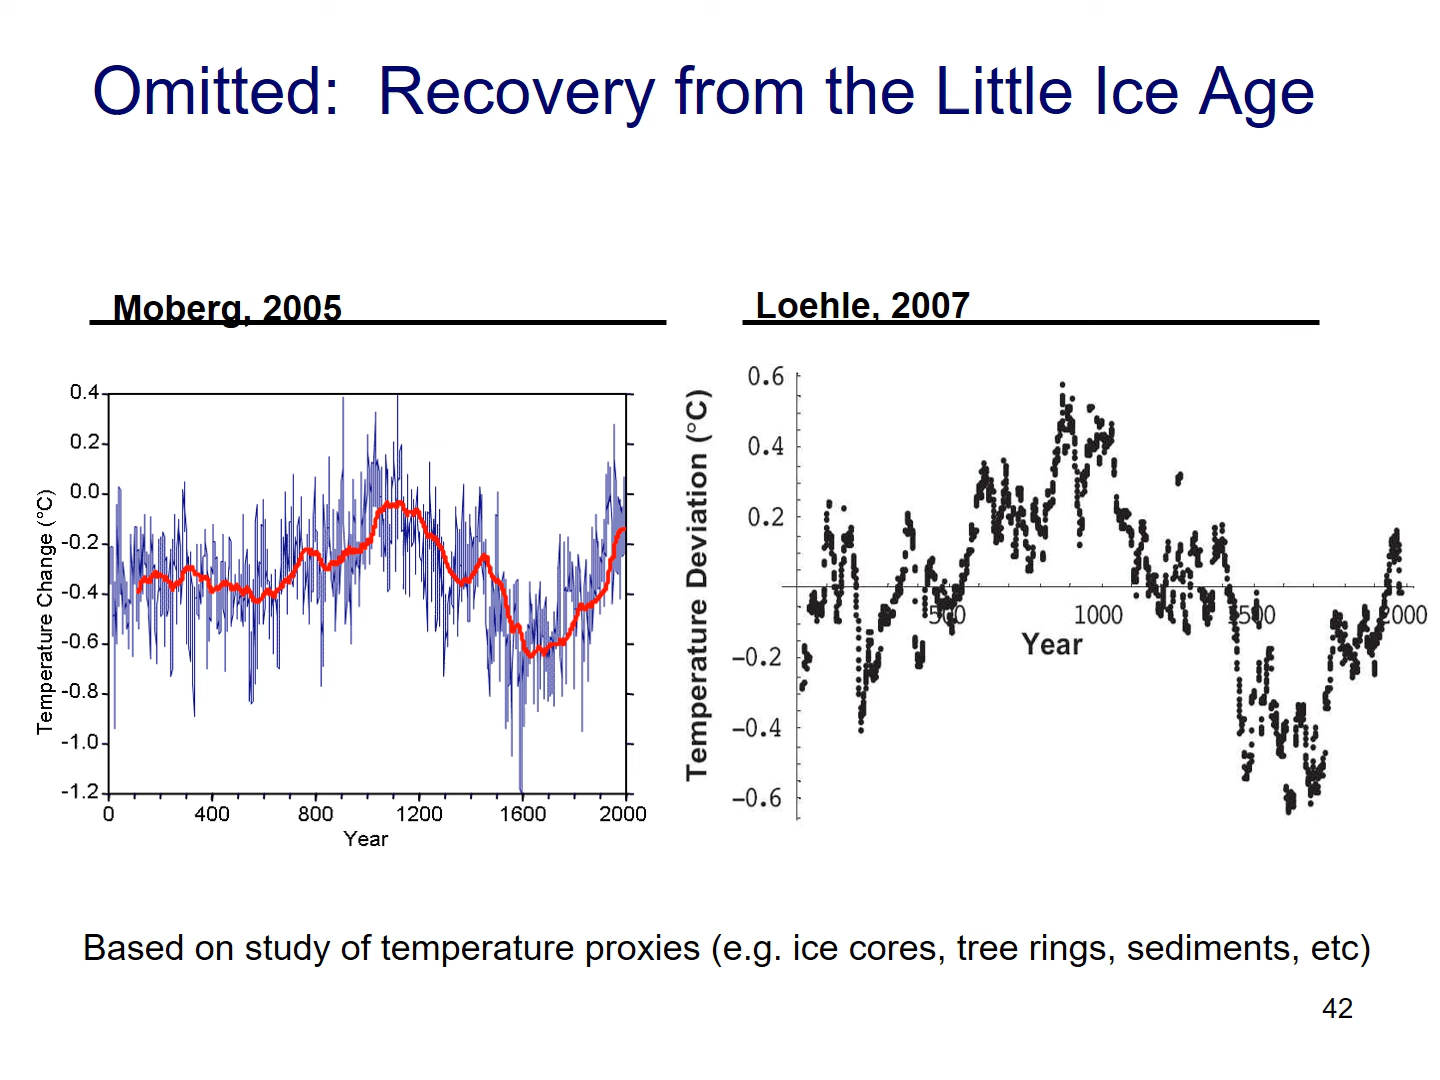 Omitted:  Recovery from the Little Ice Age
Moberg, 2005
Temperature Change (°C)
0.4
0.2
0.0
-0.2
-0.4
-0.6
-0.8
-1.0
-1.2
0 400 800 1200 1600 2000
Year
Loehle, 2007
Temperature Deviation (°C)
0.6
0.4
0.2
–0.2
–0.4
–0.6
500 1000 1500 2000
Year
Based on study of temperature proxies (e.g. ice cores, tree rings, sediments, etc)
42